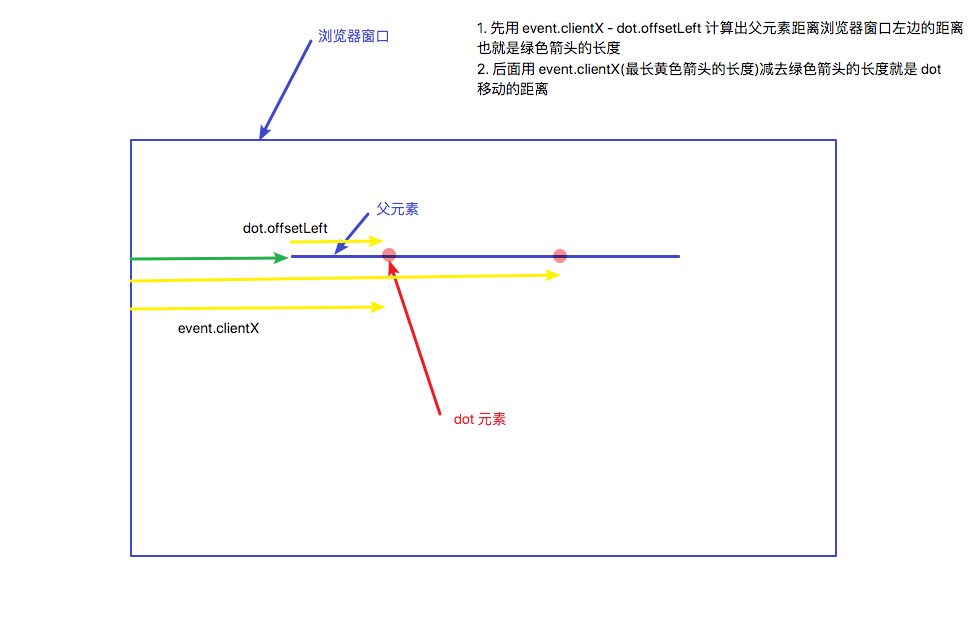 浏览器窗口
1. 先用 event.clientX - dot.offsetLeft 计算出父元素距离浏览器窗口左边的距离
也就是绿色箭头的长度
2. 后面用 event.clientX(最长黄色箭头的长度)减去绿色箭头的长度就是 dot
移动的距离
父元素
dot.offsetLeft
event.clientX
dot 元素